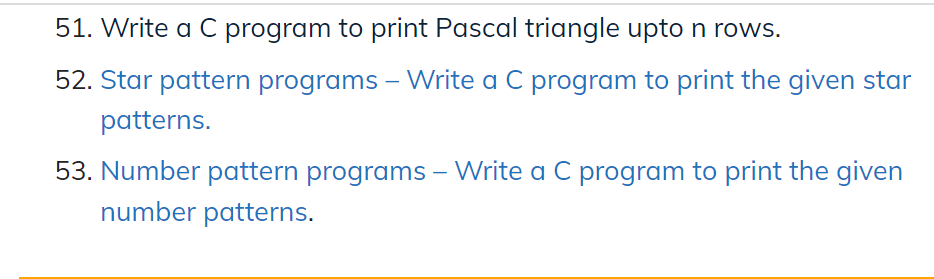 51. Write a C program to print Pascal triangle upto n rows.
52. Star pattern programs – Write a C program to print the given star
patterns.
53. Number pattern programs – Write a C program to print the given
number patterns.